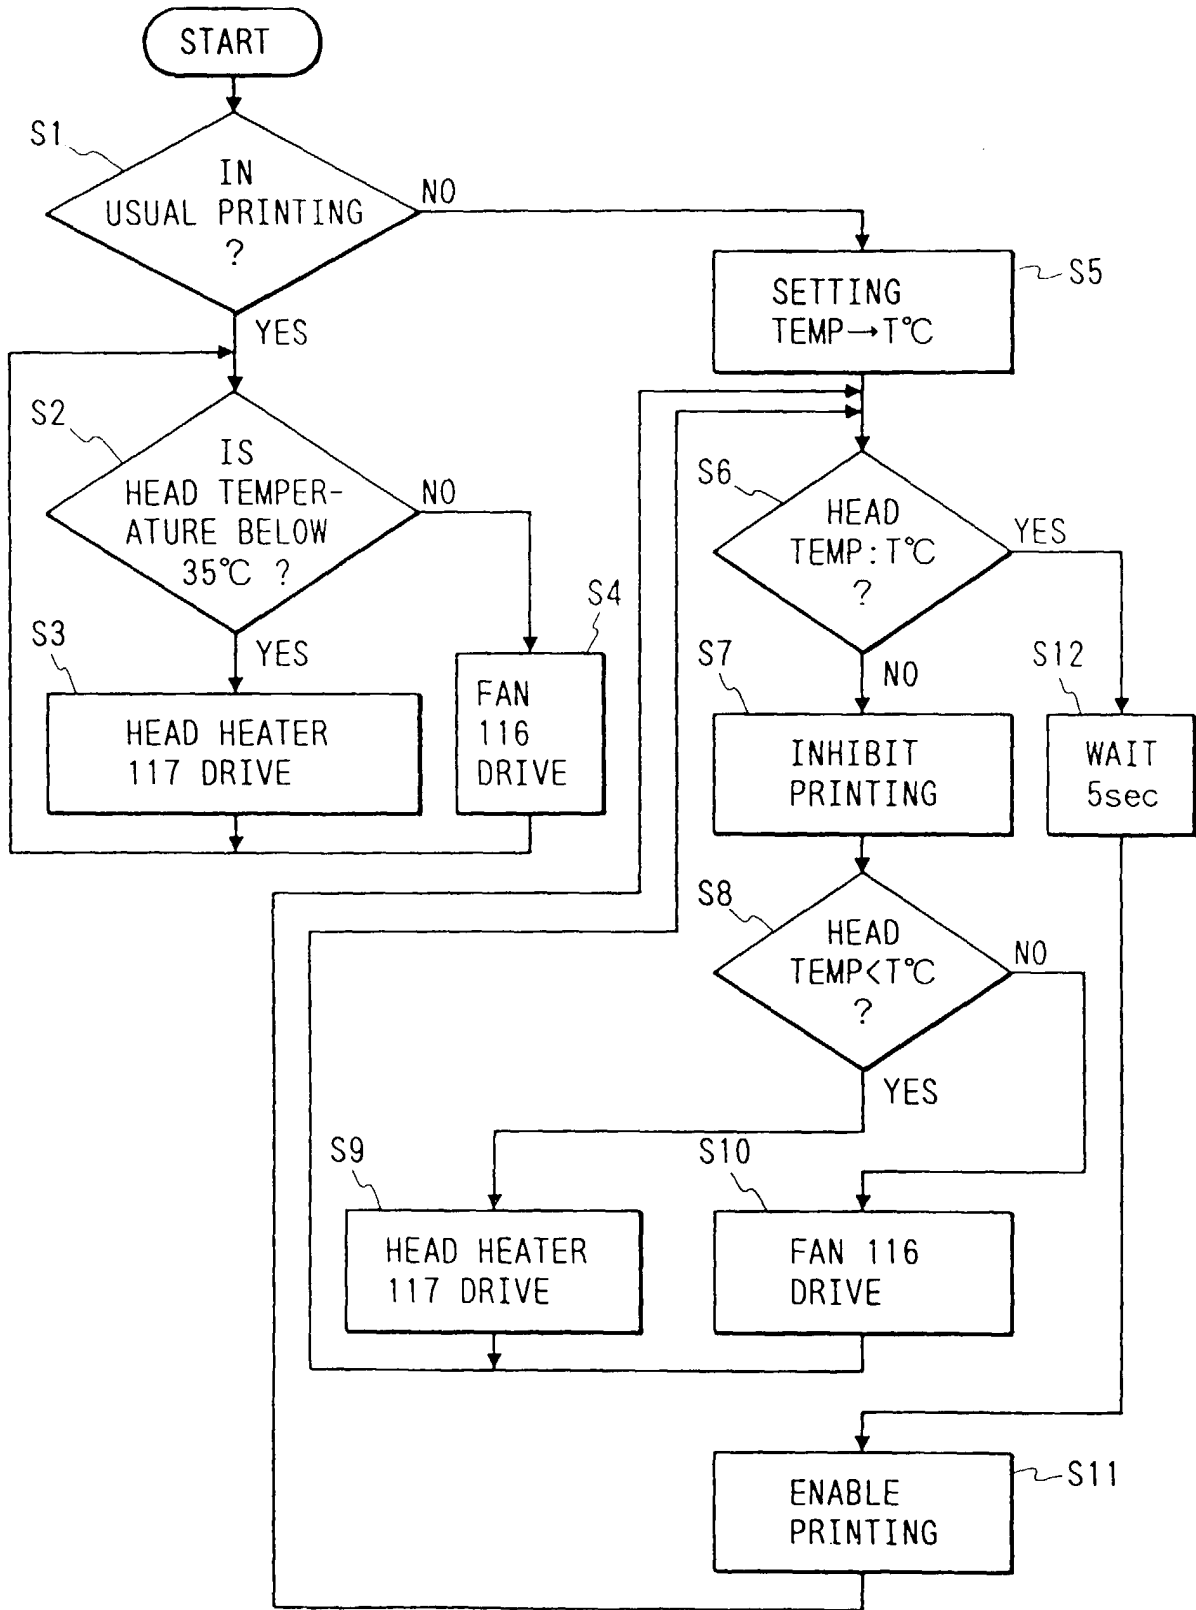 START
S1
IN
USUAL PRINTING
?
NO
YES
S5
SETTING
TEMP→T℃
S2
IS
HEAD TEMPER-
ATURE BELOW
35℃ ?
NO
YES
S3
HEAD HEATER
117 DRIVE
S4
FAN
116
DRIVE
S6
HEAD
TEMP:T℃
?
YES
NO
S7
INHIBIT
PRINTING
S12
WAIT
5sec
S8
HEAD
TEMP<T℃
?
NO
YES
S9
HEAD HEATER
117 DRIVE
S10
FAN 116
DRIVE
S11
ENABLE
PRINTING